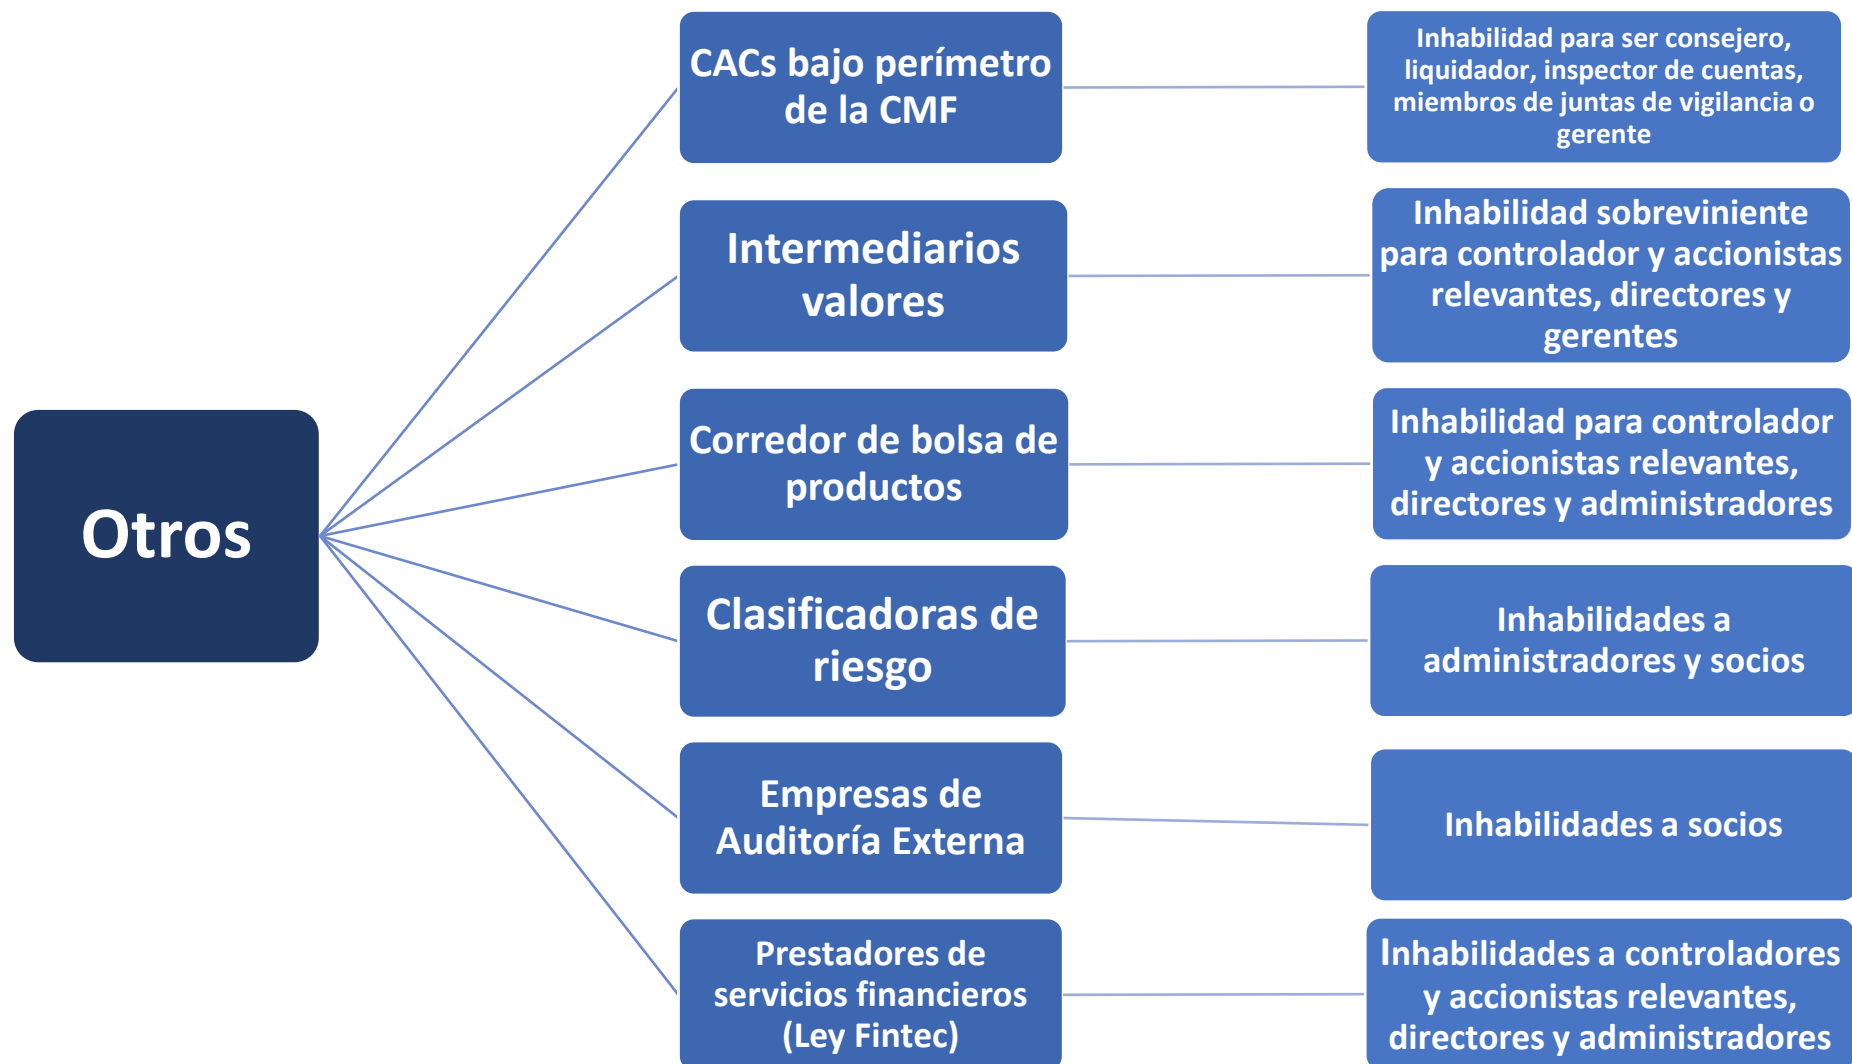 Otros
CACs bajo perímetro
de la CMF
Inhabilidad para ser consejero,
liquidador, inspector de cuentas,
miembros de juntas de vigilancia o
gerente
Intermediarios
valores
Inhabilidad sobreviniente
para controlador y accionistas
relevantes, directores y
gerentes
Corredor de bolsa de
productos
Inhabilidad para controlador
y accionistas relevantes,
directores y administradores
Clasificadoras de
riesgo
Inhabilidades a
administradores y socios
Empresas de
Auditoría Externa
Inhabilidades a socios
Prestadores de
servicios financieros
(Ley Fintec)
Inhabilidades a controladores
y accionistas relevantes,
directores y administradores